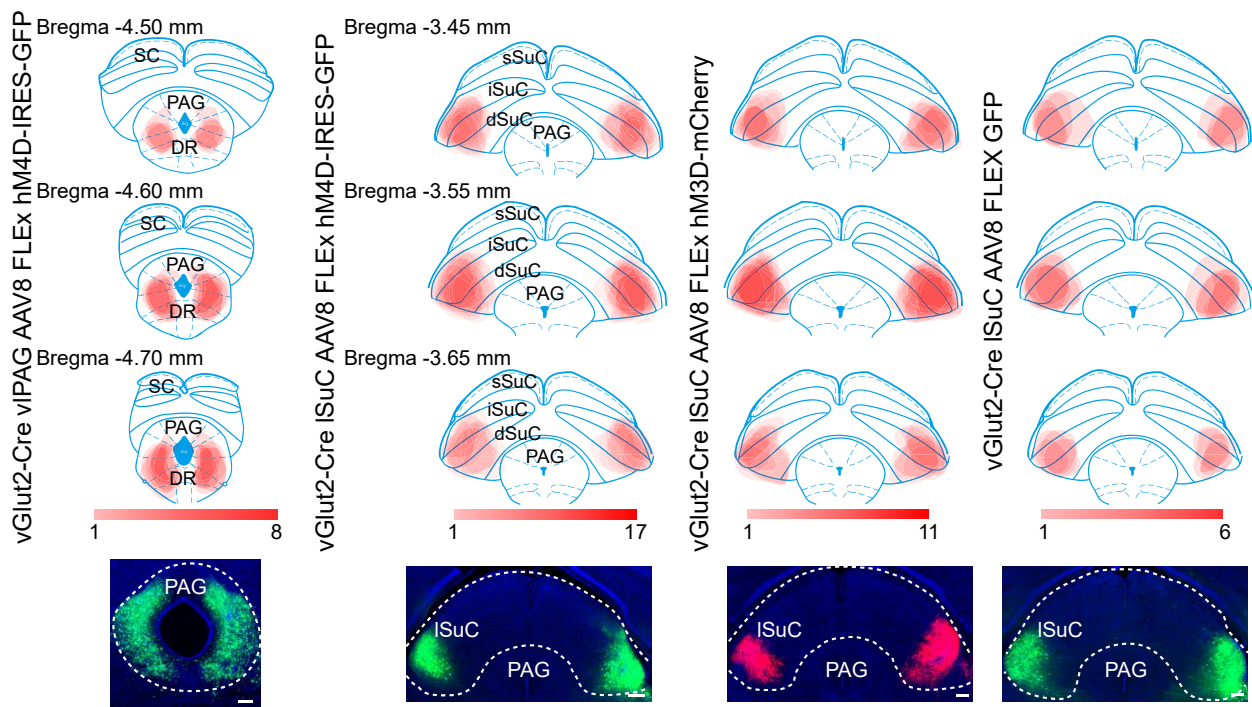 vGlut2-Cre vlPAG AAV8 FLEx hM4D-IRES-GFP
Bregma -4.50 mm
SC
PAG
Aq
DR
Bregma -4.60 mm
SC
PAG
Aq
DR
Bregma -4.70 mm
SC
PAG
Aq
DR
1 8
PAG
vGlut2-Cre lSuC AAV8 FLEx hM4D-IRES-GFP
Bregma -3.45 mm
sSuC
iSuC
dSuC
PAG
Bregma -3.55 mm
sSuC
iSuC
dSuC
PAG
Bregma -3.65 mm
sSuC
iSuC
dSuC
PAG
1 17
lSuC
PAG
vGlut2-Cre lSuC AAV8 FLEx hM3D-mCherry
1 11
lSuC
PAG
vGlut2-Cre lSuC AAV8 FLEX GFP
1 6
lSuC
PAG